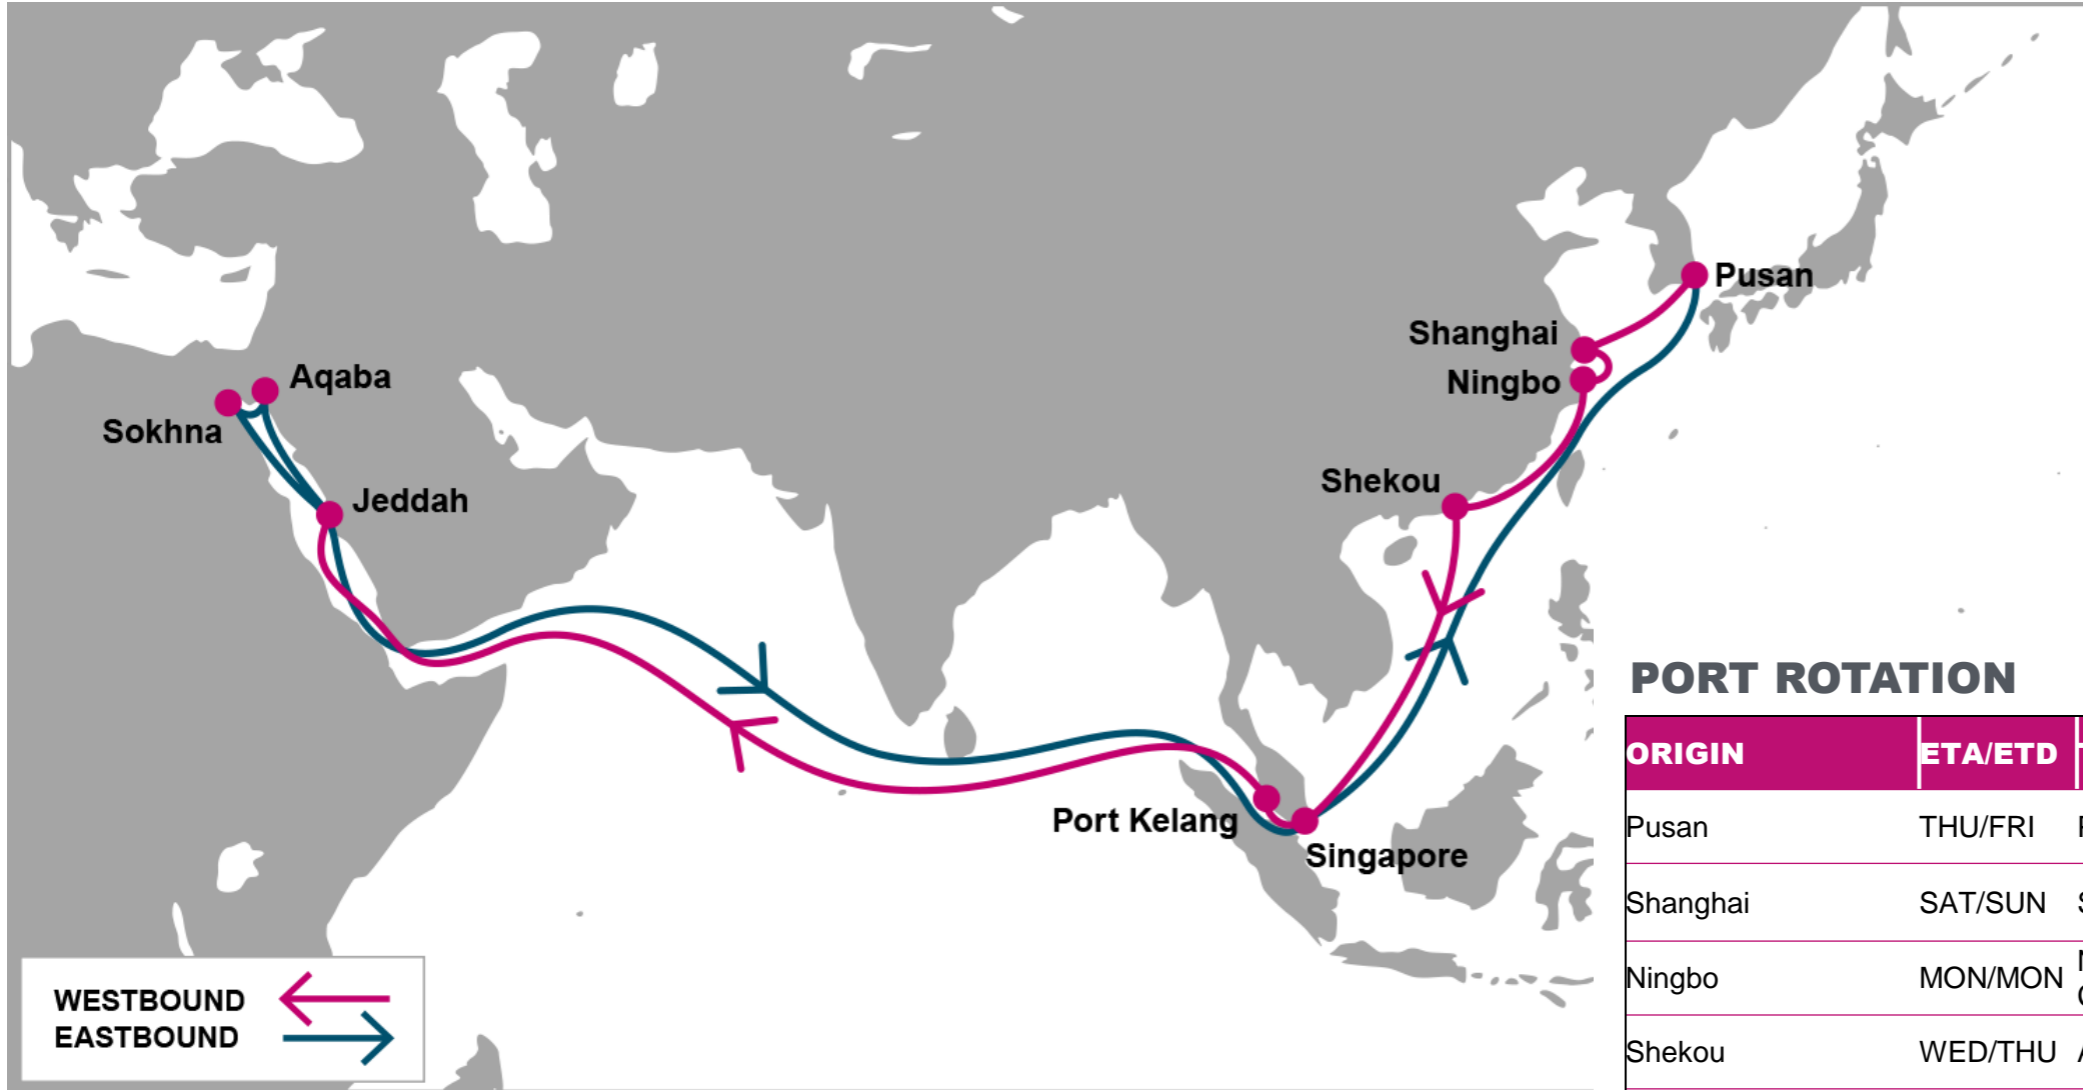 Pusan
Shanghai
Ningbo
Aqaba
Sokhna
Shekou
Jeddah
Port Kelang
Singapore
WESTBOUND
EASTBOUND
PORT ROTATION
ORIGIN ETA/ETD
Pusan THU/FRI
Shanghai SAT/SUN
Ningbo MON/MON
Shekou WED/THU